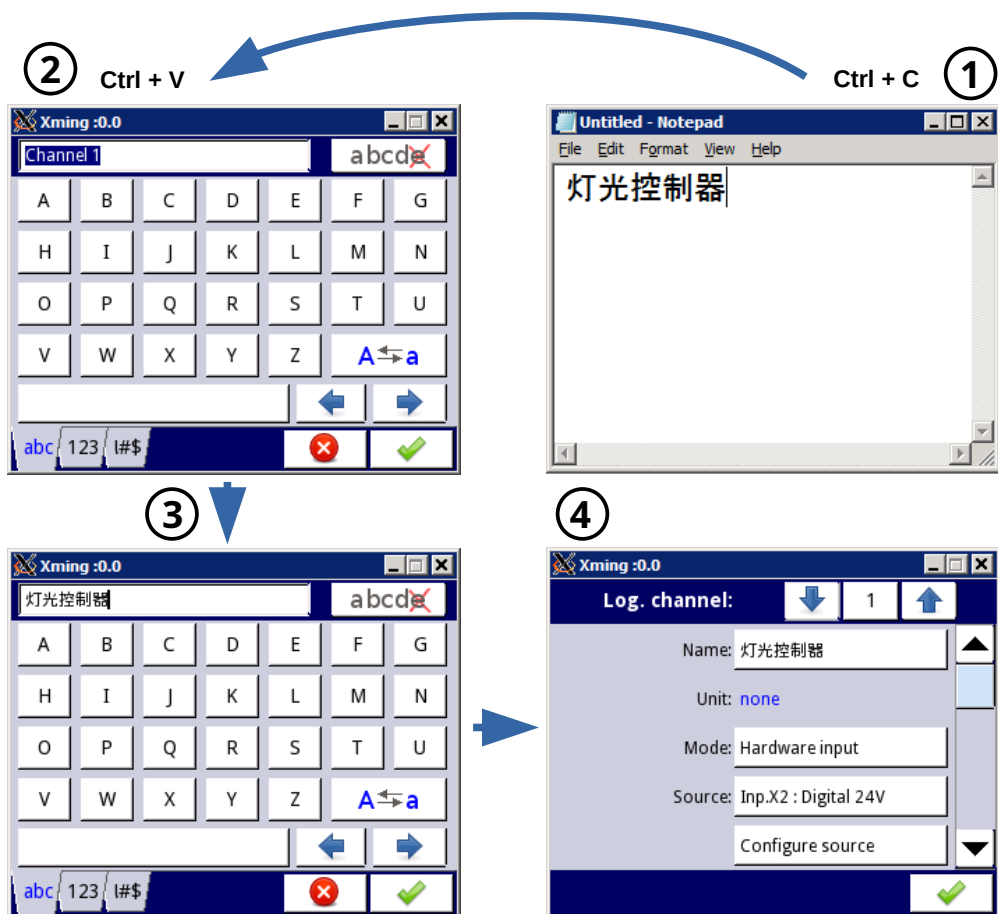 2 Ctrl + V
Ctrl + C 1
Xming :0.0
Channel 1
abcde
A B C D E F G
H I J K L M N
O P Q R S T U
V W X Y Z A a
abc 123 !#$
Untitled - Notepad
File Edit Format View Help
灯光控制器
3
Xming :0.0
灯光控制器
abcde
A B C D E F G
H I J K L M N
O P Q R S T U
V W X Y Z A a
abc 123 !#$
4
Xming :0.0
Log. channel: 1
Name: 灯光控制器
Unit: none
Mode: Hardware input
Source: Inp.X2 : Digital 24V
Configure source